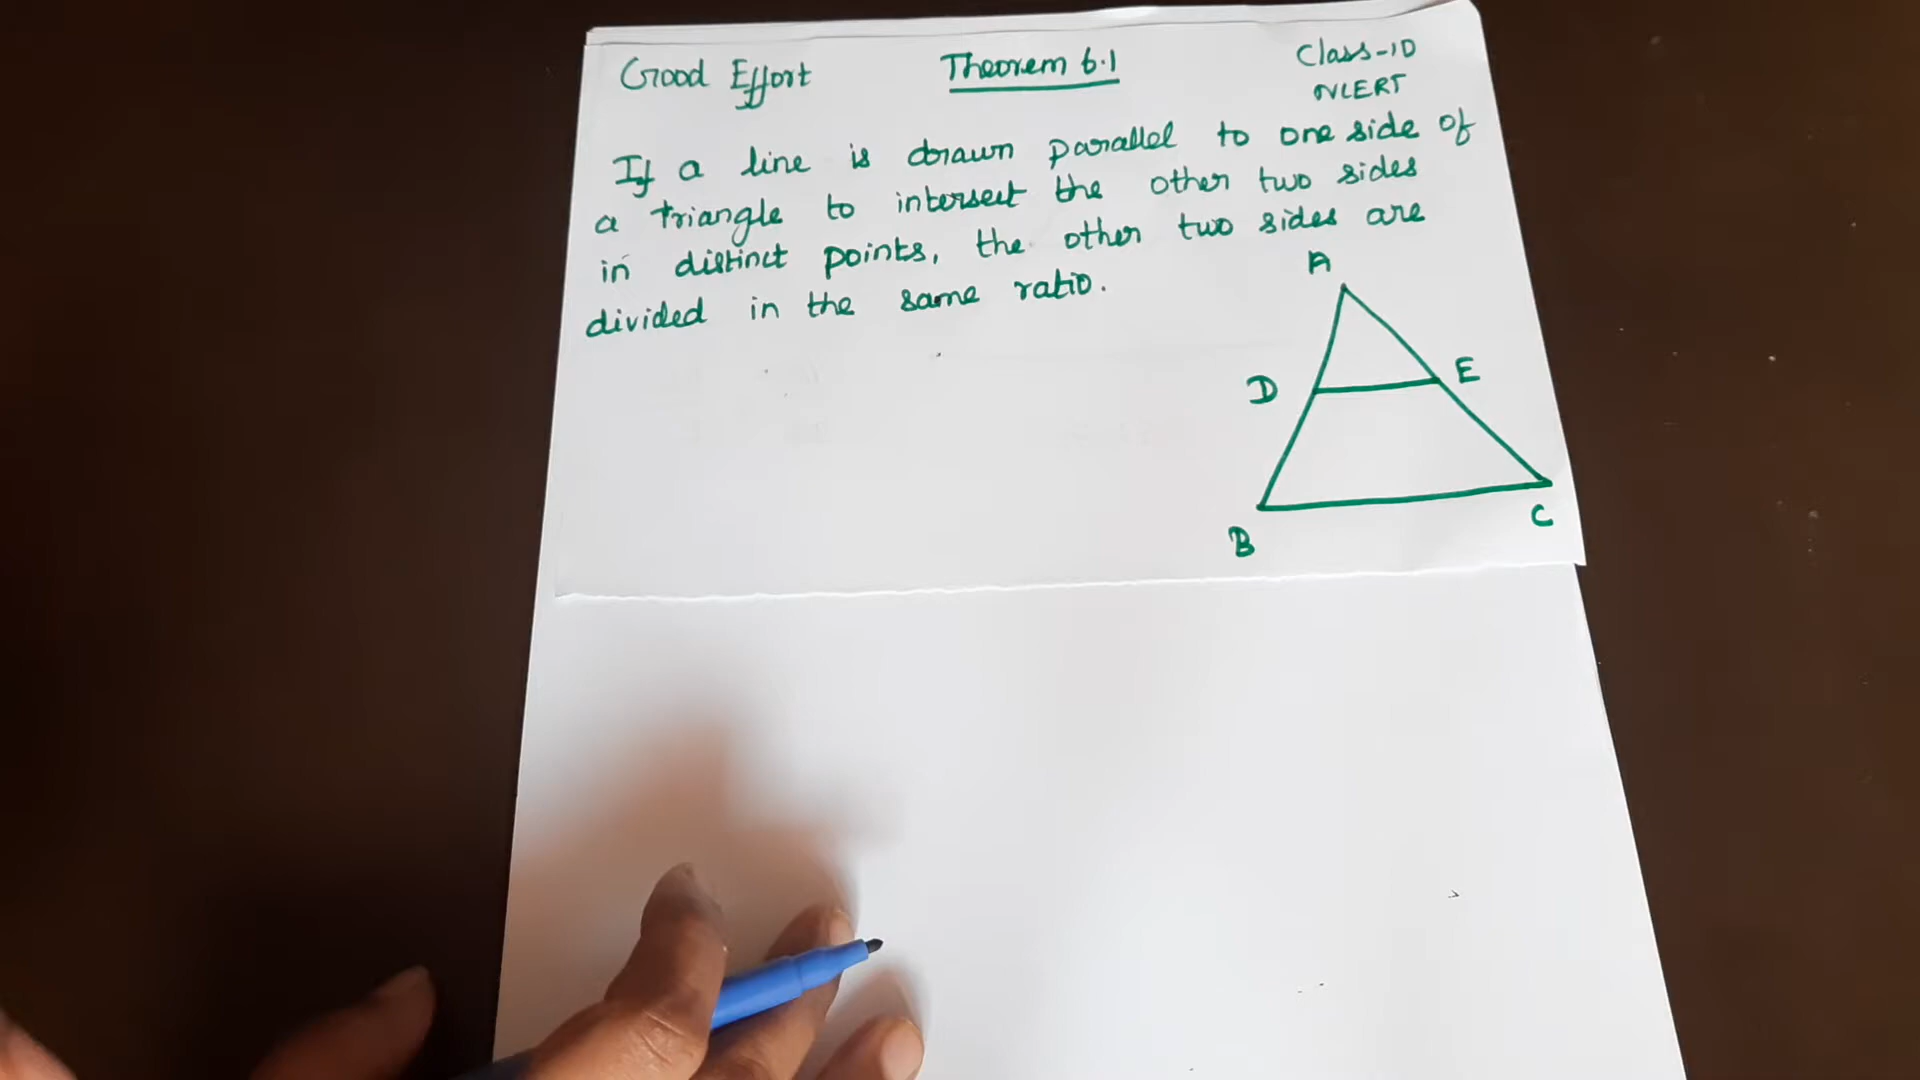 Good Effort
Theorem 6.1
Class-10
NCERT
If a line is drawn parallel to one side of
a triangle to intersect the other two sides
in distinct points, the other two sides are
divided in the same ratio.
A
D
E
B
C